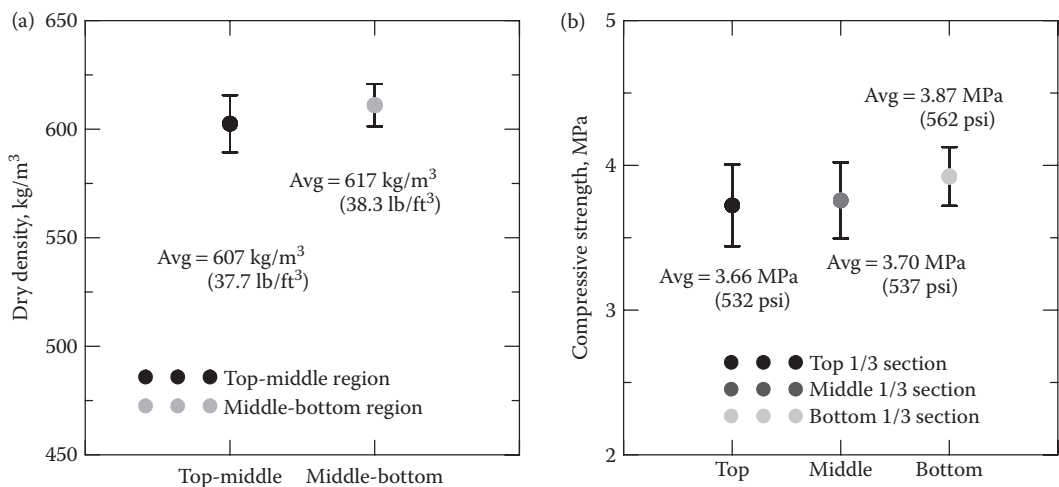 (a)
650
600
550
500
450
Dry density, kg/m³
Avg = 617 kg/m³
(38.3 lb/ft³)
Avg = 607 kg/m³
(37.7 lb/ft³)
Top-middle region
Middle-bottom region
Top-middle
Middle-bottom
(b)
5
4
3
2
Compressive strength, MPa
Avg = 3.87 MPa
(562 psi)
Avg = 3.66 MPa
(532 psi)
Avg = 3.70 MPa
(537 psi)
Top 1/3 section
Middle 1/3 section
Bottom 1/3 section
Top
Middle
Bottom